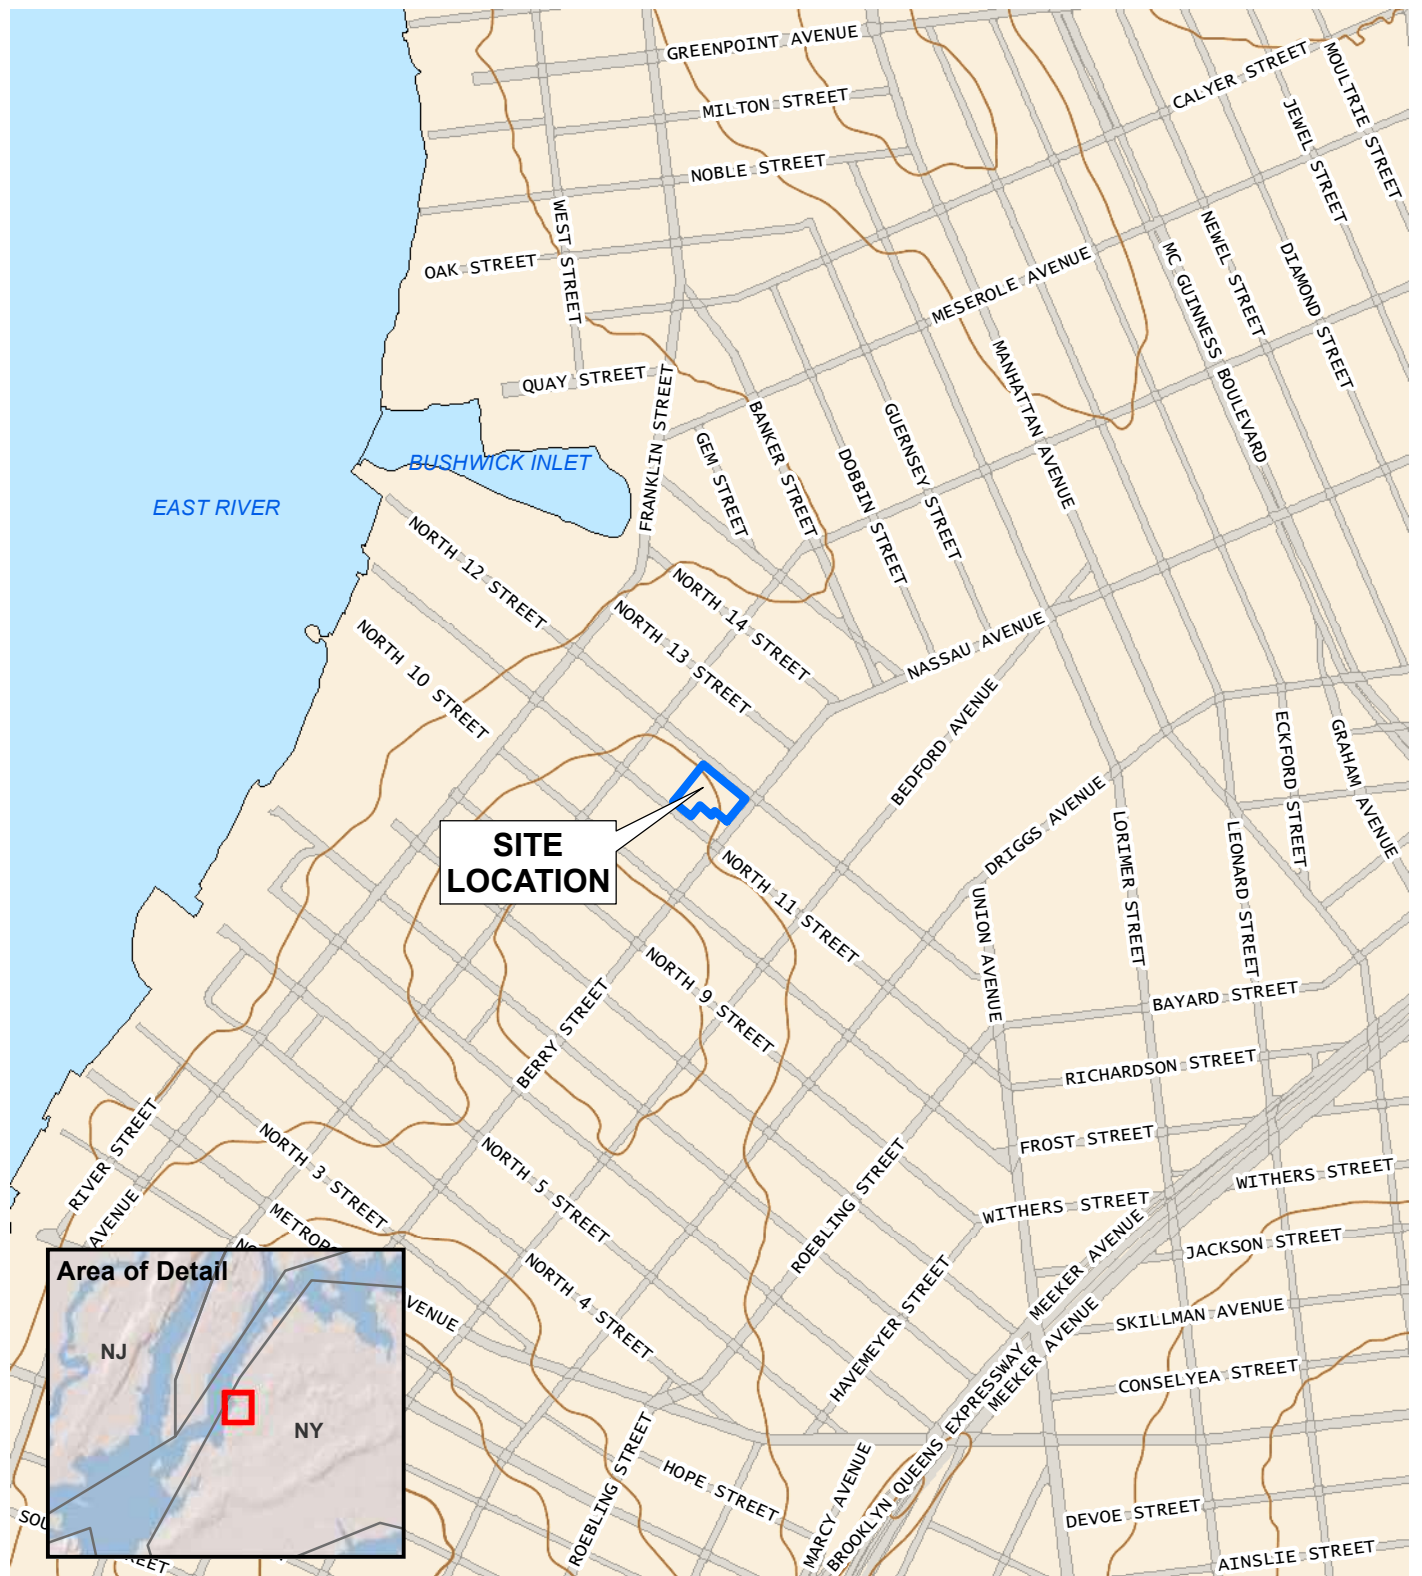 GREENPOINT AVENUE
CALYER STREET
MOULTRIE STREET
MILTON STREET
JEWEL STREET
NOBLE STREET
WEST STREET
OAK STREET
NEWEL STREET
MC GUINNESS BOULEVARD
DIAMOND STREET
MESEROLE AVENUE
MANHATTAN AVENUE
QUAY STREET
FRANKLIN STREET
BANKER STREET
GUERNSEY STREET
GEM STREET
DOBBIN STREET
BUSHWICK INLET
EAST RIVER
NORTH 12 STREET
NORTH 14 STREET
NORTH 13 STREET
NORTH 10 STREET
NASSAU AVENUE
BEDFORD AVENUE
ECKFORD STREET
GRAHAM AVENUE
DRIGGS AVENUE
LORIMER STREET
LEONARD STREET
SITE
LOCATION
NORTH 11 STREET
UNION AVENUE
NORTH 9 STREET
BERRY STREET
BAYARD STREET
RICHARDSON STREET
RIVER STREET
NORTH 3 STREET
NORTH 5 STREET
FROST STREET
ROEBLING STREET
WITHERS STREET
WITHERS STREET
AVENUE
METROP
NO
VENUE
MEEKER AVENUE
JACKSON STREET
NORTH 4 STREET
HAVEMEYER STREET
SKILLMAN AVENUE
MEEKER AVENUE
CONSELYEA STREET
Area of Detail
NJ
NY
ROEBLING STREET
HOPE STREET
MARCY AVENUE
BROOKLYN QUEENS EXPRESSWAY
DEVOE STREET
AINSLIE STREET
SOU
REET